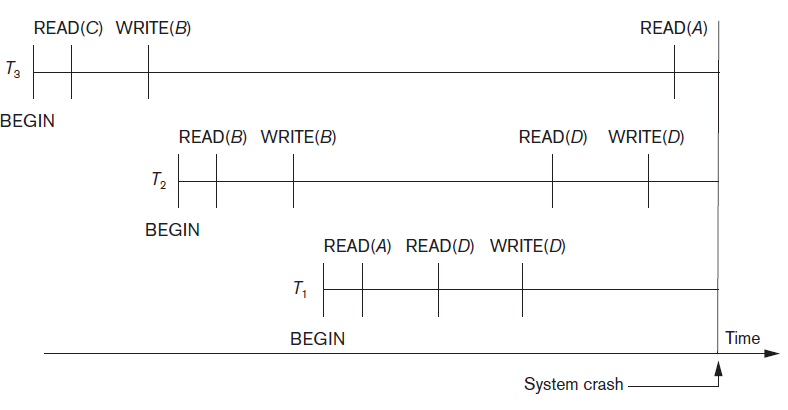 READ(C) WRITE(B) READ(A)
T3
BEGIN
READ(B) WRITE(B) READ(D) WRITE(D)
T2
BEGIN
READ(A) READ(D) WRITE(D)
T1
BEGIN
Time
System crash